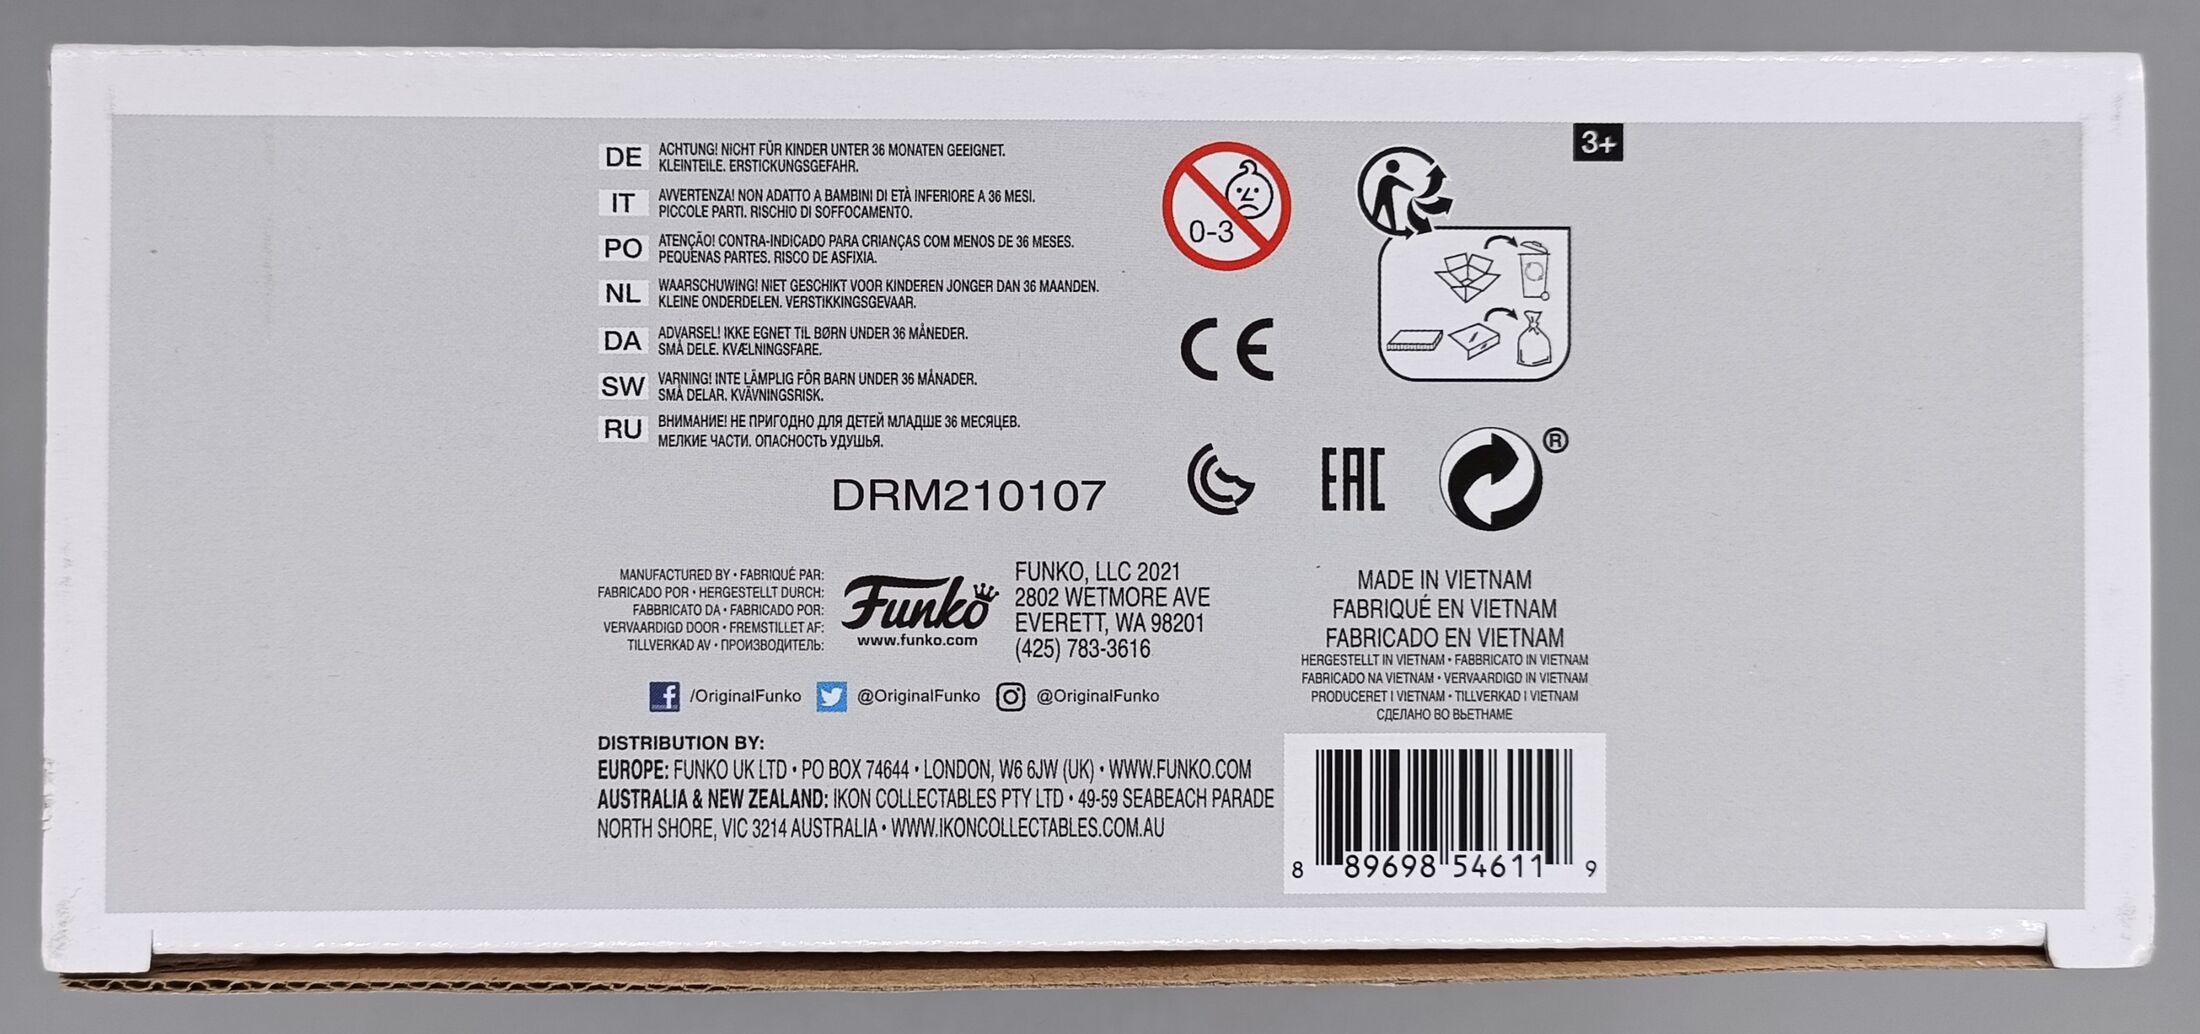 3+
DE ACHTUNG! NICHT FÜR KINDER UNTER 36 MONATEN GEEIGNET.
KLEINTEILE. ERSTICKUNGSGEFAHR.
IT AVVERTENZA! NON ADATTO A BAMBINI DI ETÀ INFERIORE A 36 MESI.
PICCOLE PARTI. RISCHIO DI SOFFOCAMENTO.
PO ATENÇÃO! CONTRA-INDICADO PARA CRIANÇAS COM MENOS DE 36 MESES.
PEQUENAS PARTES. RISCO DE ASFIXIA.
NL WAARSCHUWING! NIET GESCHIKT VOOR KINDEREN JONGER DAN 36 MAANDEN.
KLEINE ONDERDELEN. VERSTIKKINGSGEVAAR.
DA ADVARSEL! IKKE EGNET TIL BØRN UNDER 36 MÅNEDER.
SMÅ DELE. KVÆLNINGSFARE.
SW VARNING! INTE LÄMPLIG FÖR BARN UNDER 36 MÅNADER.
SMÅ DELAR. KVÄVNINGSRISK.
RU ВНИМАНИЕ! НЕ ПРИГОДНО ДЛЯ ДЕТЕЙ МЛАДШЕ 36 МЕСЯЦЕВ.
МЕЛКИЕ ЧАСТИ. ОПАСНОСТЬ УДУШЬЯ.
0-3
CE
DRM210107
EAC
®
MANUFACTURED BY • FABRIQUÉ PAR:
FABRICADO POR • HERGESTELLT DURCH:
FABBRICATO DA • FABRICADO POR:
VERVAARDIGD DOOR • FREMSTILLET AF:
TILLVERKAD AV • ПРОИЗВОДИТЕЛЬ:
Funko
www.funko.com
FUNKO, LLC 2021
2802 WETMORE AVE
EVERETT, WA 98201
(425) 783-3616
MADE IN VIETNAM
FABRIQUÉ EN VIETNAM
FABRICADO EN VIETNAM
HERGESTELLT IN VIETNAM • FABBRICATO IN VIETNAM
FABRICADO NA VIETNAM • VERVAARDIGD IN VIETNAM
PRODUCERET I VIETNAM • TILLVERKAD I VIETNAM
СДЕЛАНО ВО ВЬЕТНАМЕ
f /OriginalFunko @OriginalFunko @OriginalFunko
DISTRIBUTION BY:
EUROPE: FUNKO UK LTD • PO BOX 74644 • LONDON, W6 6JW (UK) • WWW.FUNKO.COM
AUSTRALIA & NEW ZEALAND: IKON COLLECTABLES PTY LTD • 49-59 SEABEACH PARADE
NORTH SHORE, VIC 3214 AUSTRALIA • WWW.IKONCOLLECTABLES.COM.AU
8 89698 54611 9